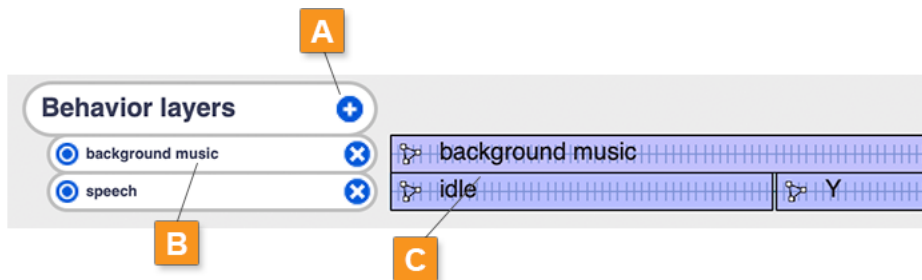 A
Behavior layers
background music
background music
speech
idle
Y
B
C